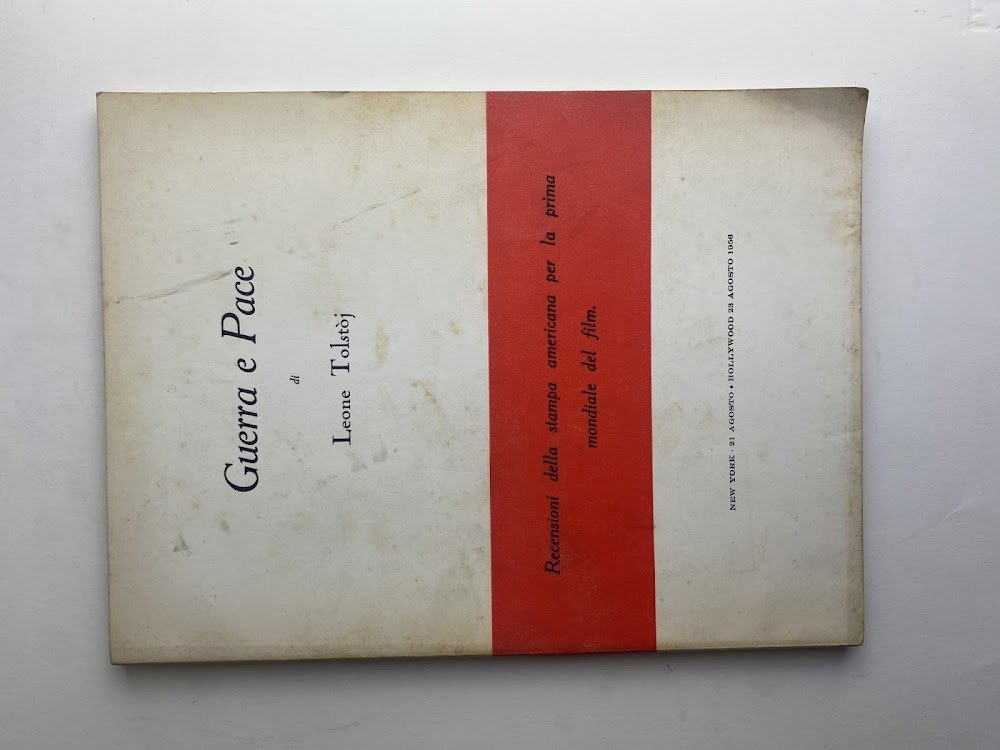 Guerra e Pace
di
Leone Tolstòj
Recensioni della stampa americana per la prima
mondiale del film.
NEW YORK · 21 AGOSTO • HOLLYWOOD 23 AGOSTO 1956